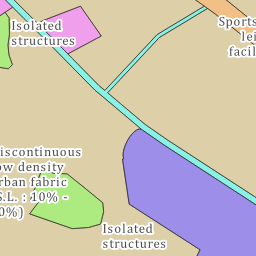 Isolated
structures
Sports
lei
facil
iscontinuous
ow density
rban fabric
S.L. : 10% -
0%)
Isolated
structures